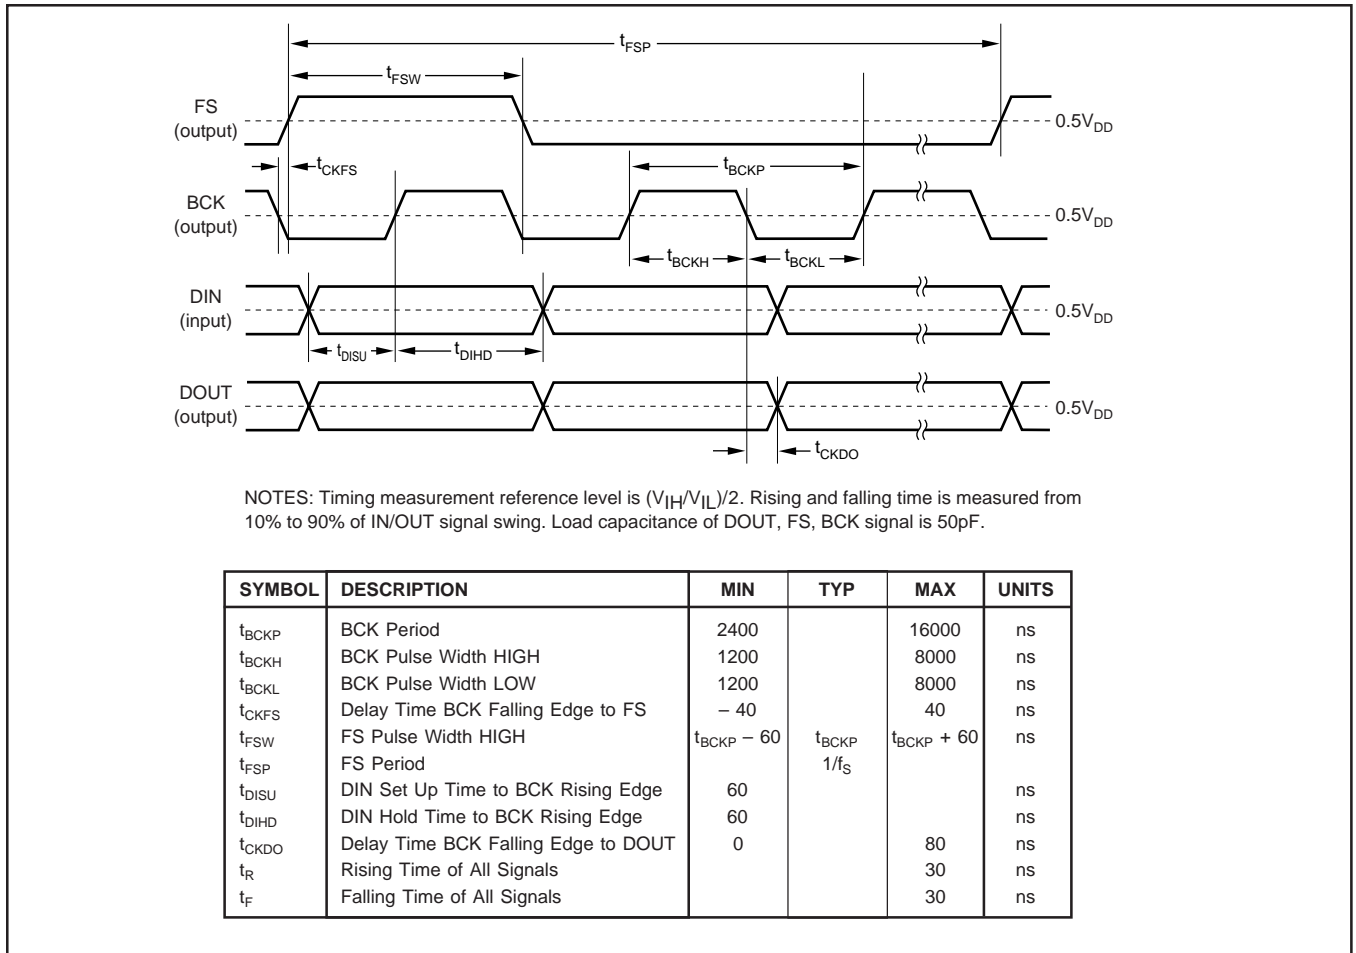 tFSP
tFSW
FS
(output)
0.5VDD
tCKFS
tBCKP
BCK
(output)
0.5VDD
tBCKH
tBCKL
DIN
(input)
0.5VDD
tDISU
tDIHD
DOUT
(output)
0.5VDD
tCKDO
NOTES: Timing measurement reference level is (VIH/VIL)/2. Rising and falling time is measured from
10% to 90% of IN/OUT signal swing. Load capacitance of DOUT, FS, BCK signal is 50pF.
SYMBOL DESCRIPTION MIN TYP MAX UNITS
tBCKP BCK Period 2400 16000 ns
tBCKH BCK Pulse Width HIGH 1200 8000 ns
tBCKL BCK Pulse Width LOW 1200 8000 ns
tCKFS Delay Time BCK Falling Edge to FS – 40 40 ns
tFSW FS Pulse Width HIGH tBCKP – 60 tBCKP tBCKP + 60 ns
tFSP FS Period 1/fS
tDISU DIN Set Up Time to BCK Rising Edge 60 ns
tDIHD DIN Hold Time to BCK Rising Edge 60 ns
tCKDO Delay Time BCK Falling Edge to DOUT 0 80 ns
tR Rising Time of All Signals 30 ns
tF Falling Time of All Signals 30 ns